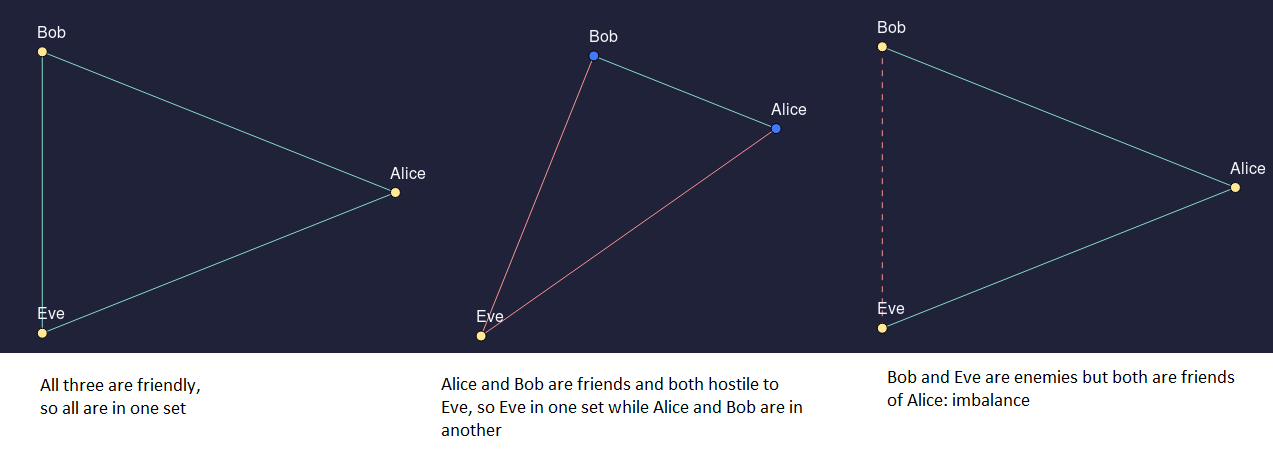 Bob
Alice
Eve
Bob
Alice
Eve
Bob
Alice
Eve
All three are friendly,
so all are in one set
Alice and Bob are friends and both hostile to
Eve, so Eve in one set while Alice and Bob are in
another
Bob and Eve are enemies but both are friends
of Alice: imbalance